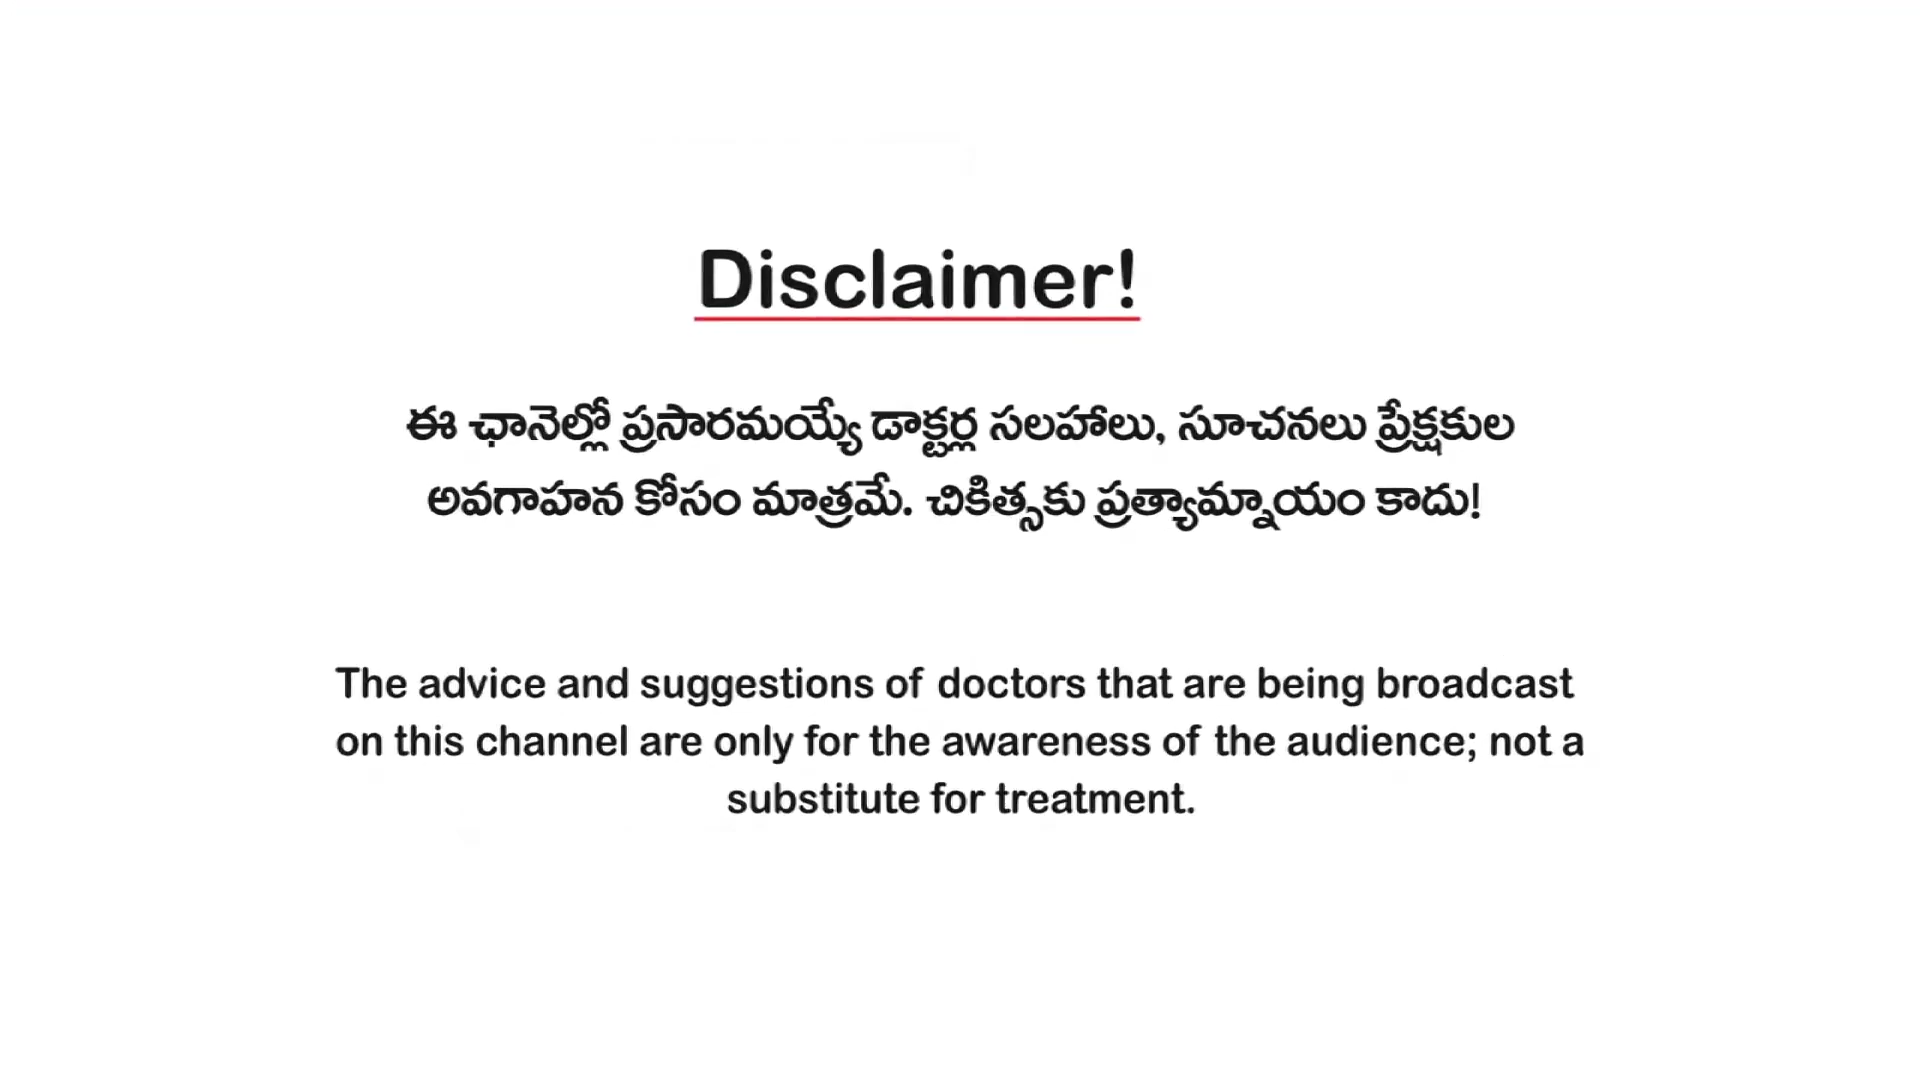 Disclaimer!
ఈ ఛానెల్లో ప్రసారమయ్యే డాక్టర్ల సలహాలు, సూచనలు ప్రేక్షకుల
అవగాహన కోసం మాత్రమే. చికిత్సకు ప్రత్యామ్నాయం కాదు!
The advice and suggestions of doctors that are being broadcast
on this channel are only for the awareness of the audience; not a
substitute for treatment.